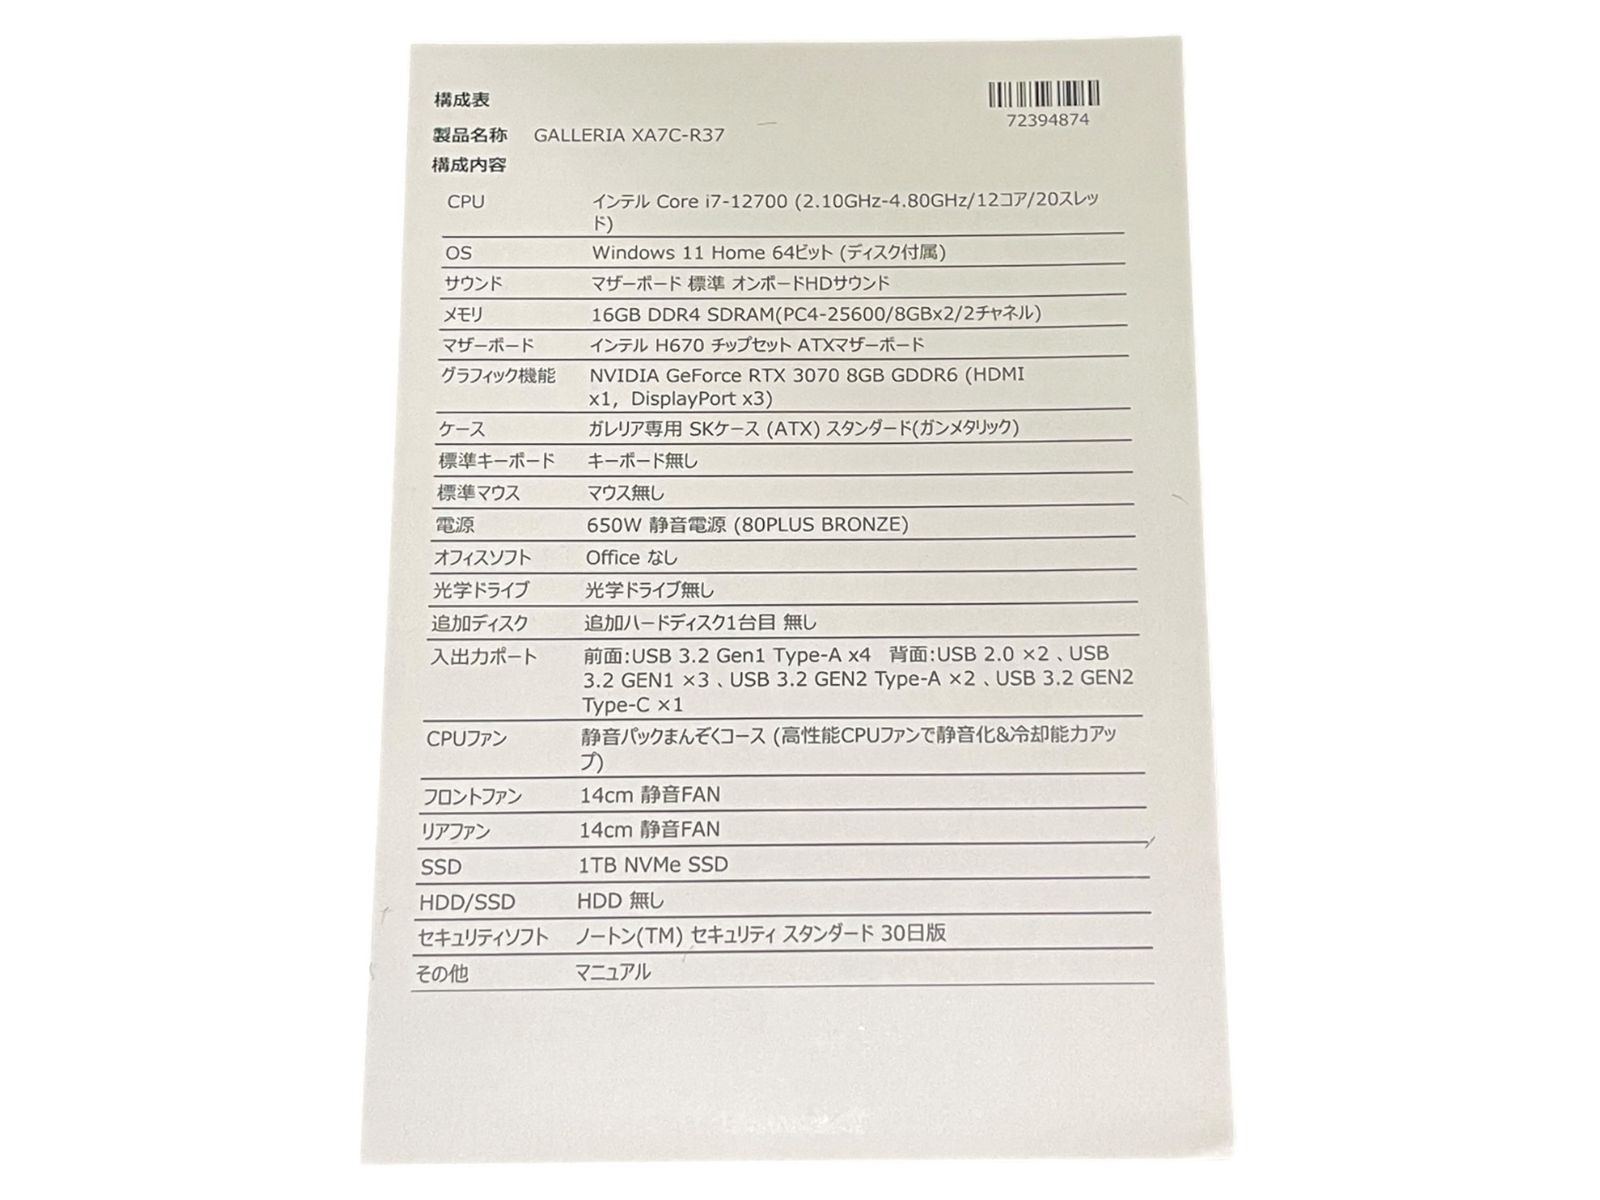 構成表
72394874
製品名称 GALLERIA XA7C-R37
構成内容
CPU インテル Core i7-12700 (2.10GHz-4.80GHz/12コア/20スレッ
ド)
OS Windows 11 Home 64ビット (ディスク付属)
サウンド マザーボード 標準 オンボードHDサウンド
メモリ 16GB DDR4 SDRAM(PC4-25600/8GBx2/2チャネル)
マザーボード インテル H670 チップセット ATXマザーボード
グラフィック機能 NVIDIA GeForce RTX 3070 8GB GDDR6 (HDMI
x1, DisplayPort x3)
ケース ガレリア専用 SKケース (ATX) スタンダード(ガンメタリック)
標準キーボード キーボード無し
標準マウス マウス無し
電源 650W 静音電源 (80PLUS BRONZE)
オフィスソフト Office なし
光学ドライブ 光学ドライブ無し
追加ディスク 追加ハードディスク1台目 無し
入出力ポート 前面:USB 3.2 Gen1 Type-A x4 背面:USB 2.0 ×2 、USB
3.2 GEN1 ×3 、USB 3.2 GEN2 Type-A ×2 、USB 3.2 GEN2
Type-C ×1
CPUファン 静音パックまんぞくコース (高性能CPUファンで静音化&冷却能力アッ
プ)
フロントファン 14cm 静音FAN
リアファン 14cm 静音FAN
SSD 1TB NVMe SSD
HDD/SSD HDD 無し
セキュリティソフト ノートン(TM) セキュリティ スタンダード 30日版
その他 マニュアル